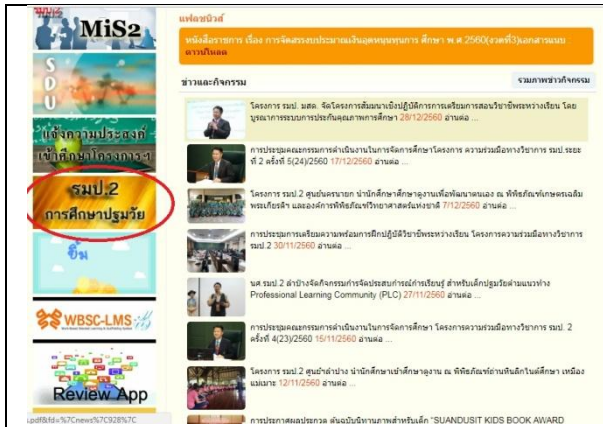 MiS2
S
D
U
แจ้งความประสงค์
เข้าศึกษาโครงการฯ
รมป.2
การศึกษาปฐมวัย
ยิ้ม
WBSC-LMS
Review App
แฟลชนิวส์
หนังสือราชการ เรื่อง การจัดสรรงบประมาณเงินอุดหนุนทุนการ ศึกษา พ.ศ.2560(งวดที่3)เอกสารแนบ :
ดาวน์โหลด
ข่าวและกิจกรรม
รวมภาพข่าวกิจกรรม
โครงการ รมป. มสด. จัดโครงการสัมมนาเชิงปฏิบัติการการเตรียมการสอนวิชาชีพระหว่างเรียน โดย
บูรณาการระบบการประกันคุณภาพการศึกษา 28/12/2560 อ่านต่อ ...
การประชุมคณะกรรมการดำเนินงานในการจัดการศึกษาโครงการ ความร่วมมือทางวิชาการ รมป.ระยะ
ที่ 2 ครั้งที่ 5(24)/2560 17/12/2560 อ่านต่อ ...
โครงการ รมป.2 ศูนย์นครนายก นำนักศึกษาศึกษาดูงานเพื่อพัฒนาตนเอง ณ พิพิธภัณฑ์เกษตรเฉลิม
พระเกียรติฯ และองค์การพิพิธภัณฑ์วิทยาศาสตร์แห่งชาติ 7/12/2560 อ่านต่อ ...
การประชุมการเตรียมความพร้อมการฝึกปฏิบัติวิชาชีพระหว่างเรียน โครงการความร่วมมือทางวิชาการ
รมป.2 30/11/2560 อ่านต่อ ...
นศ.รมป.2 ลำปางจัดกิจกรรมการจัดประสบการณ์การเรียนรู้ สำหรับเด็กปฐมวัยตามแนวทาง
Professional Learning Community (PLC) 27/11/2560 อ่านต่อ ...
การประชุมคณะกรรมการดำเนินงานในการจัดการศึกษา โครงการความร่วมมือทางวิชาการ รมป. 2
ครั้งที่ 4(23)/2560 15/11/2560 อ่านต่อ ...
โครงการ รมป.2 ศูนย์ลำปาง นำนักศึกษาเข้าศึกษาดูงาน ณ พิพิธภัณฑ์ถ่านหินลิกไนต์ศึกษา เหมือง
แม่เมาะ 12/11/2560 อ่านต่อ ...
การประกาศผลประกวด ต้นฉบับนิทานภาพสำหรับเด็ก "SUANDUSIT KIDS BOOK AWARD
s.pdf&fd=%7Cnews%7C928%7C